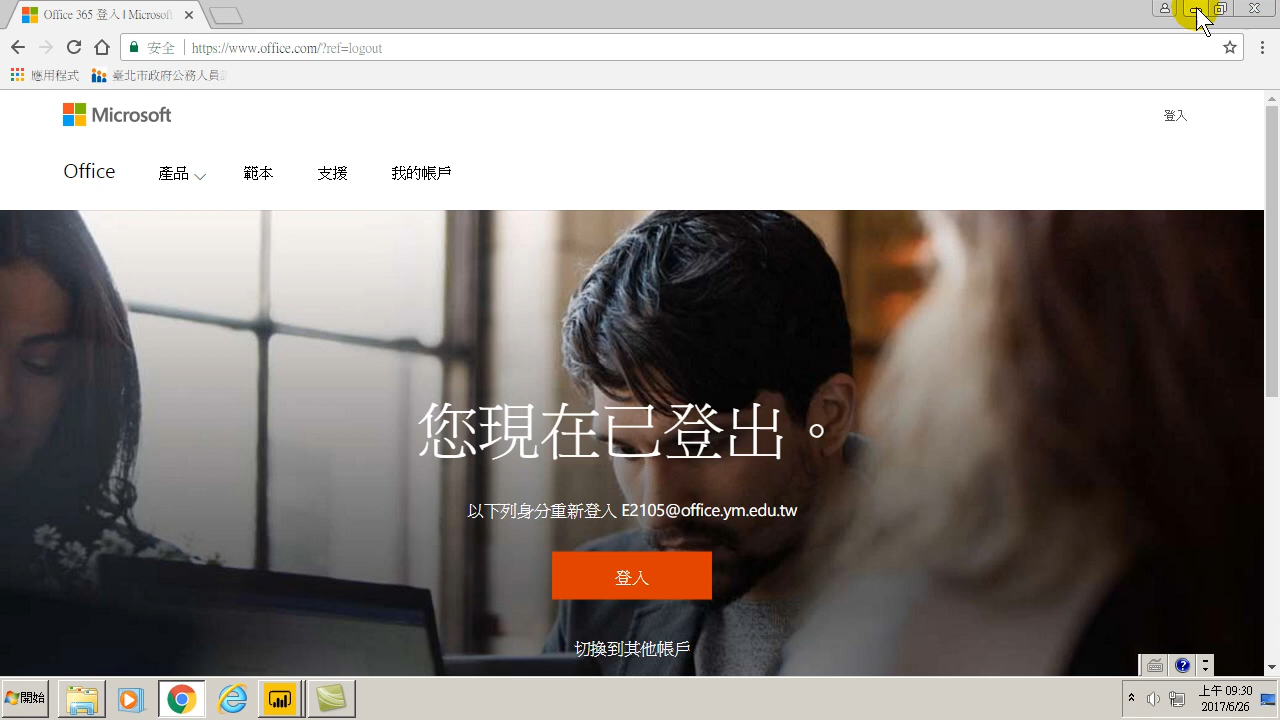 Office 365 登入 | Microsoft
安全 | https://www.office.com/?ref=logout
應用程式 臺北市政府公務人員
Microsoft
登入
Office 產品 範本 支援 我的帳戶
您現在已登出。
以下列身分重新登入 E2105@office.ym.edu.tw
登入
切換到其他帳戶
開始
上午 09:30
2017/6/26